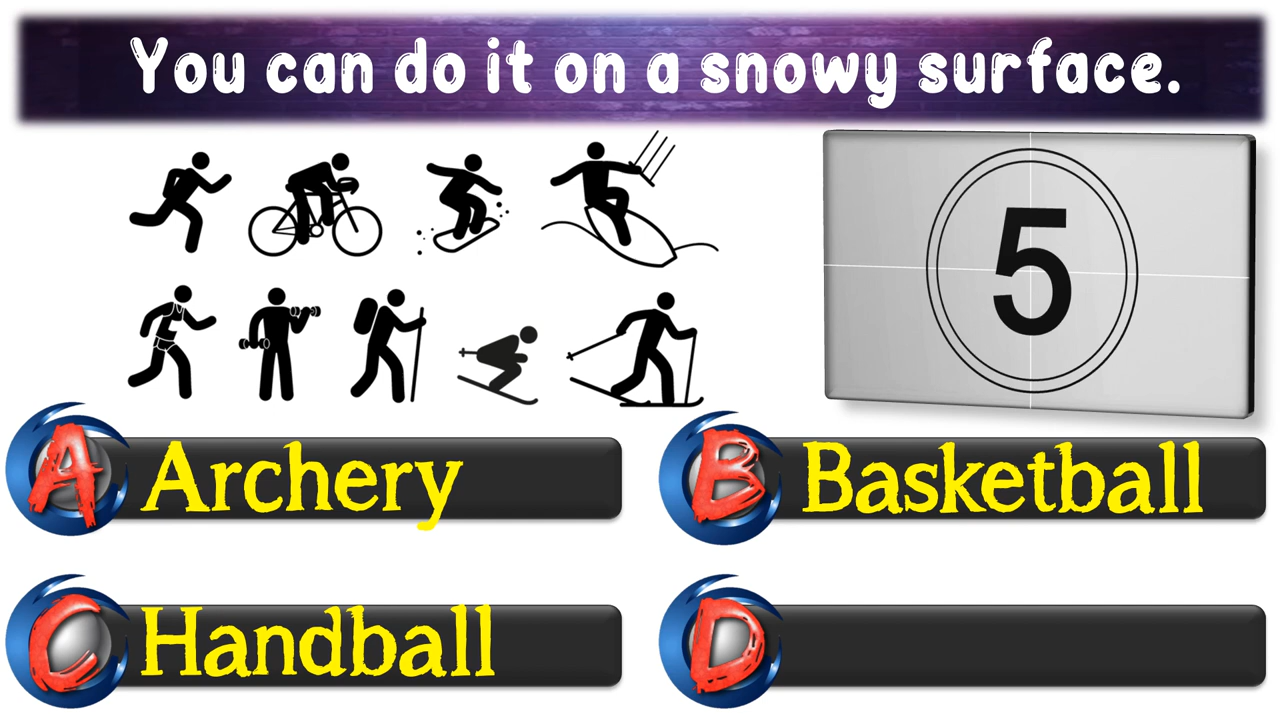 You can do it on a snowy surface.
5
A Archery
B Basketball
C Handball
D